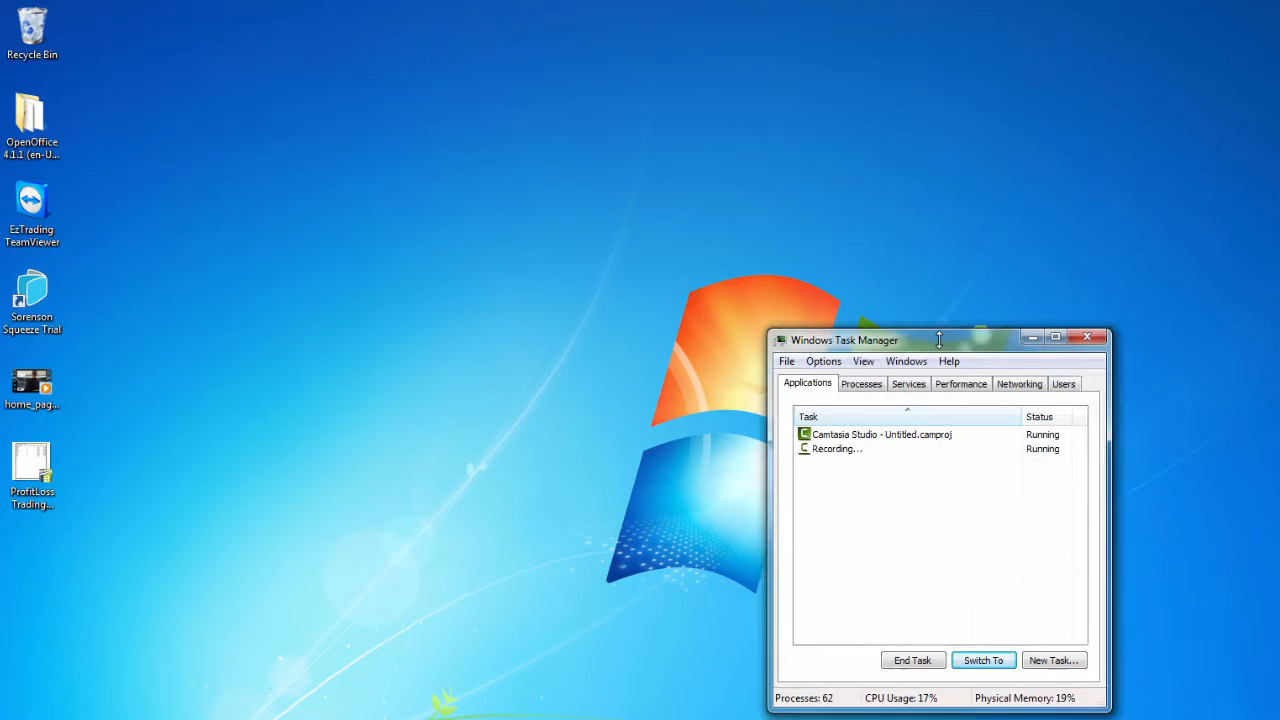 Recycle Bin
OpenOffice
4.1.1 (en-U...
EzTrading
TeamViewer
Sorenson
Squeeze Trial
home_pag...
ProfitLoss
Trading...
Windows Task Manager
File Options View Windows Help
Applications Processes Services Performance Networking Users
Task Status
Camtasia Studio - Untitled.camproj Running
Recording... Running
End Task Switch To New Task...
Processes: 62 CPU Usage: 17% Physical Memory: 19%